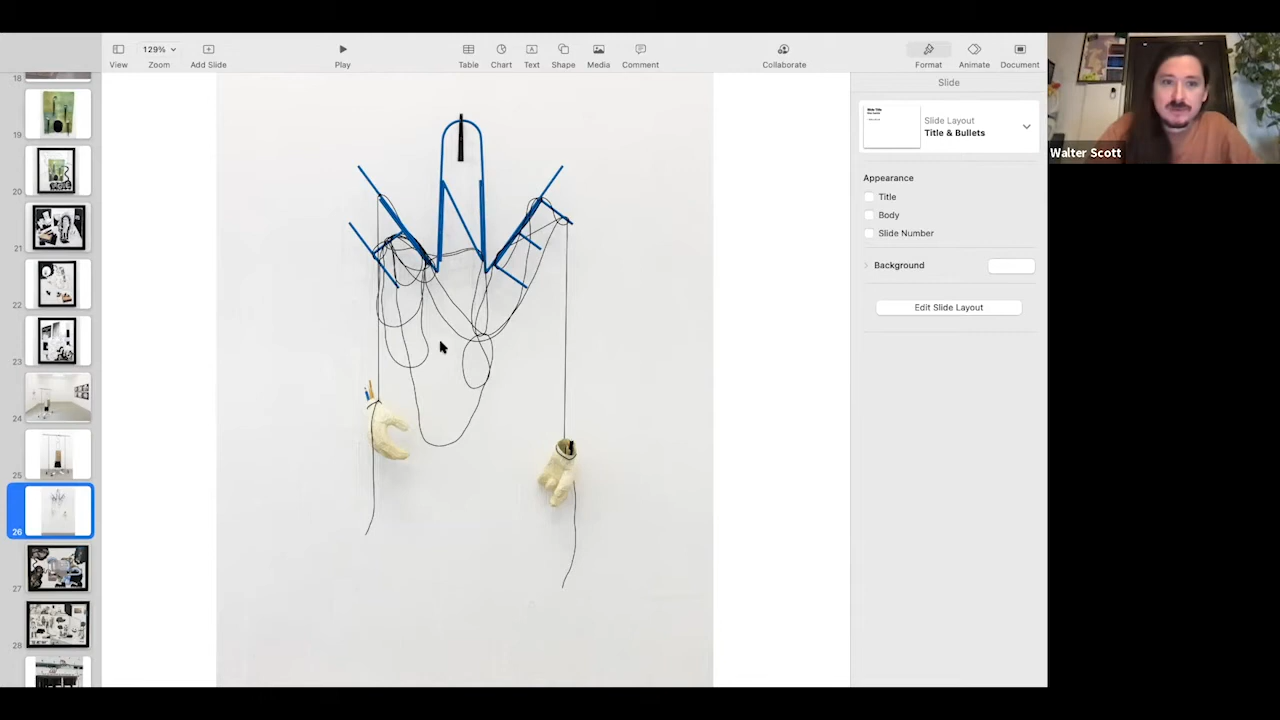 129%
View
Zoom
Add Slide
Play
Table
Chart
Text
Shape
Media
Comment
Collaborate
Format
Animate
Document
Slide
Slide Layout
Title & Bullets
Appearance
Title
Body
Slide Number
Background
Edit Slide Layout
18
19
20
21
22
23
24
25
26
27
28
Walter Scott